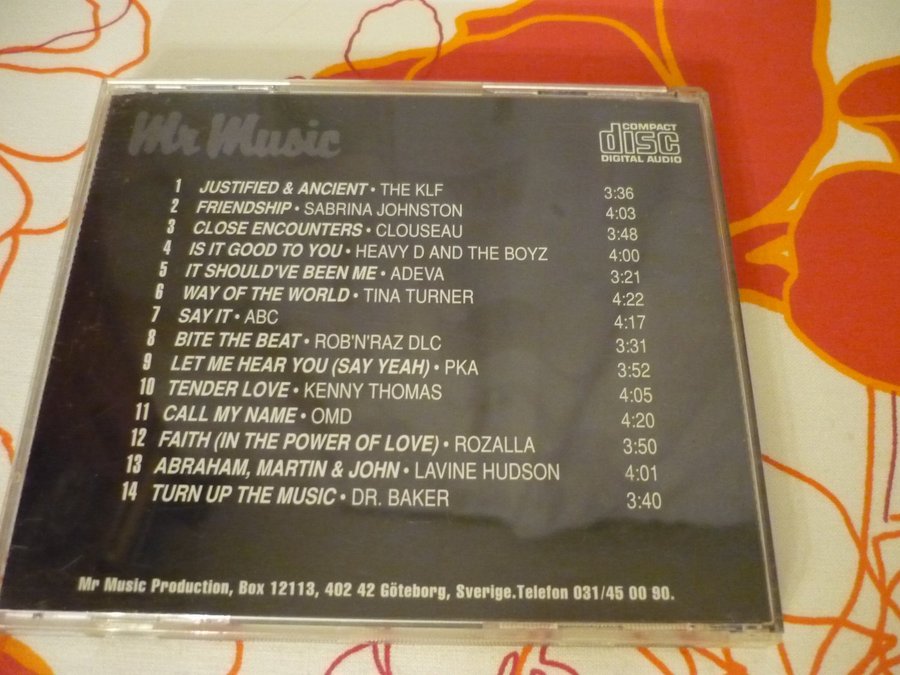 Mr Music
COMPACT
disc
DIGITAL AUDIO
1 JUSTIFIED & ANCIENT • THE KLF 3:36
2 FRIENDSHIP • SABRINA JOHNSTON 4:03
3 CLOSE ENCOUNTERS • CLOUSEAU 3:48
4 IS IT GOOD TO YOU • HEAVY D AND THE BOYZ 4:00
5 IT SHOULD'VE BEEN ME • ADEVA 3:21
6 WAY OF THE WORLD • TINA TURNER 4:22
7 SAY IT • ABC 4:17
8 BITE THE BEAT • ROB'N'RAZ DLC 3:31
9 LET ME HEAR YOU (SAY YEAH) • PKA 3:52
10 TENDER LOVE • KENNY THOMAS 4:05
11 CALL MY NAME • OMD 4:20
12 FAITH (IN THE POWER OF LOVE) • ROZALLA 3:50
13 ABRAHAM, MARTIN & JOHN • LAVINE HUDSON 4:01
14 TURN UP THE MUSIC • DR. BAKER 3:40
Mr Music Production, Box 12113, 402 42 Göteborg, Sverige.Telefon 031/45 00 90.